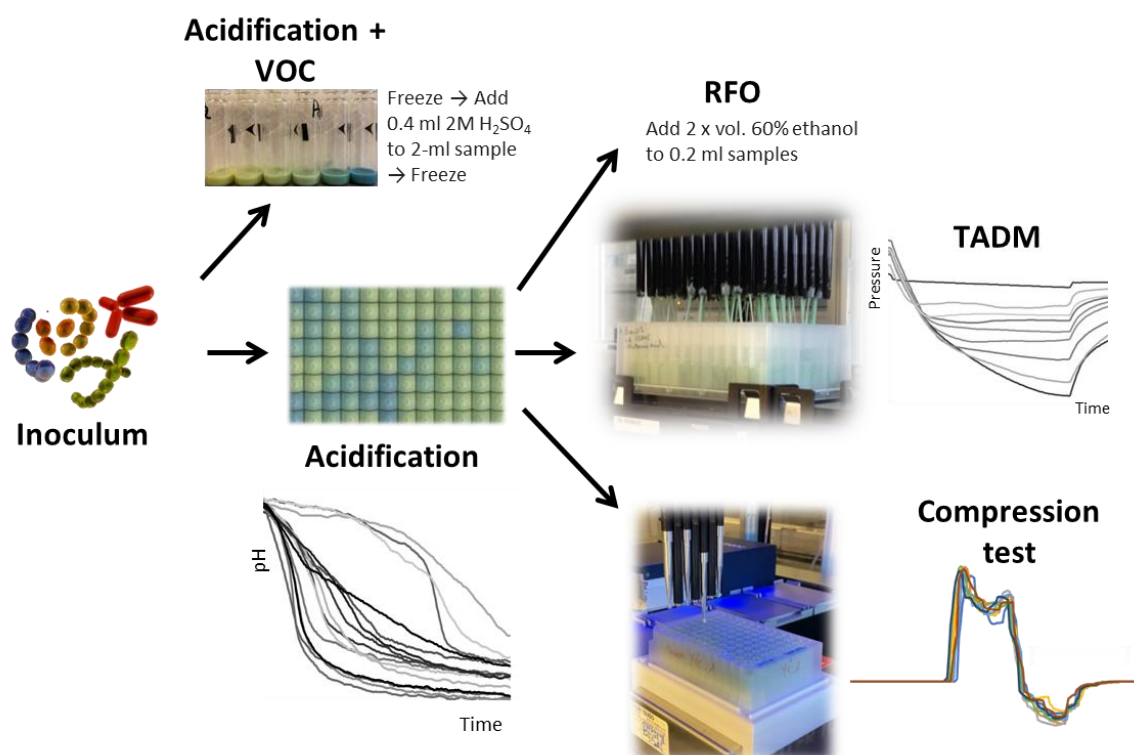 Acidification +
VOC
Freeze → Add
0.4 ml 2M H₂SO₄
to 2-ml sample
→ Freeze
A
RFO
Add 2 x vol. 60% ethanol
to 0.2 ml samples
TADM
Pressure
Time
Inoculum
Acidification
pH
Time
Compression
test